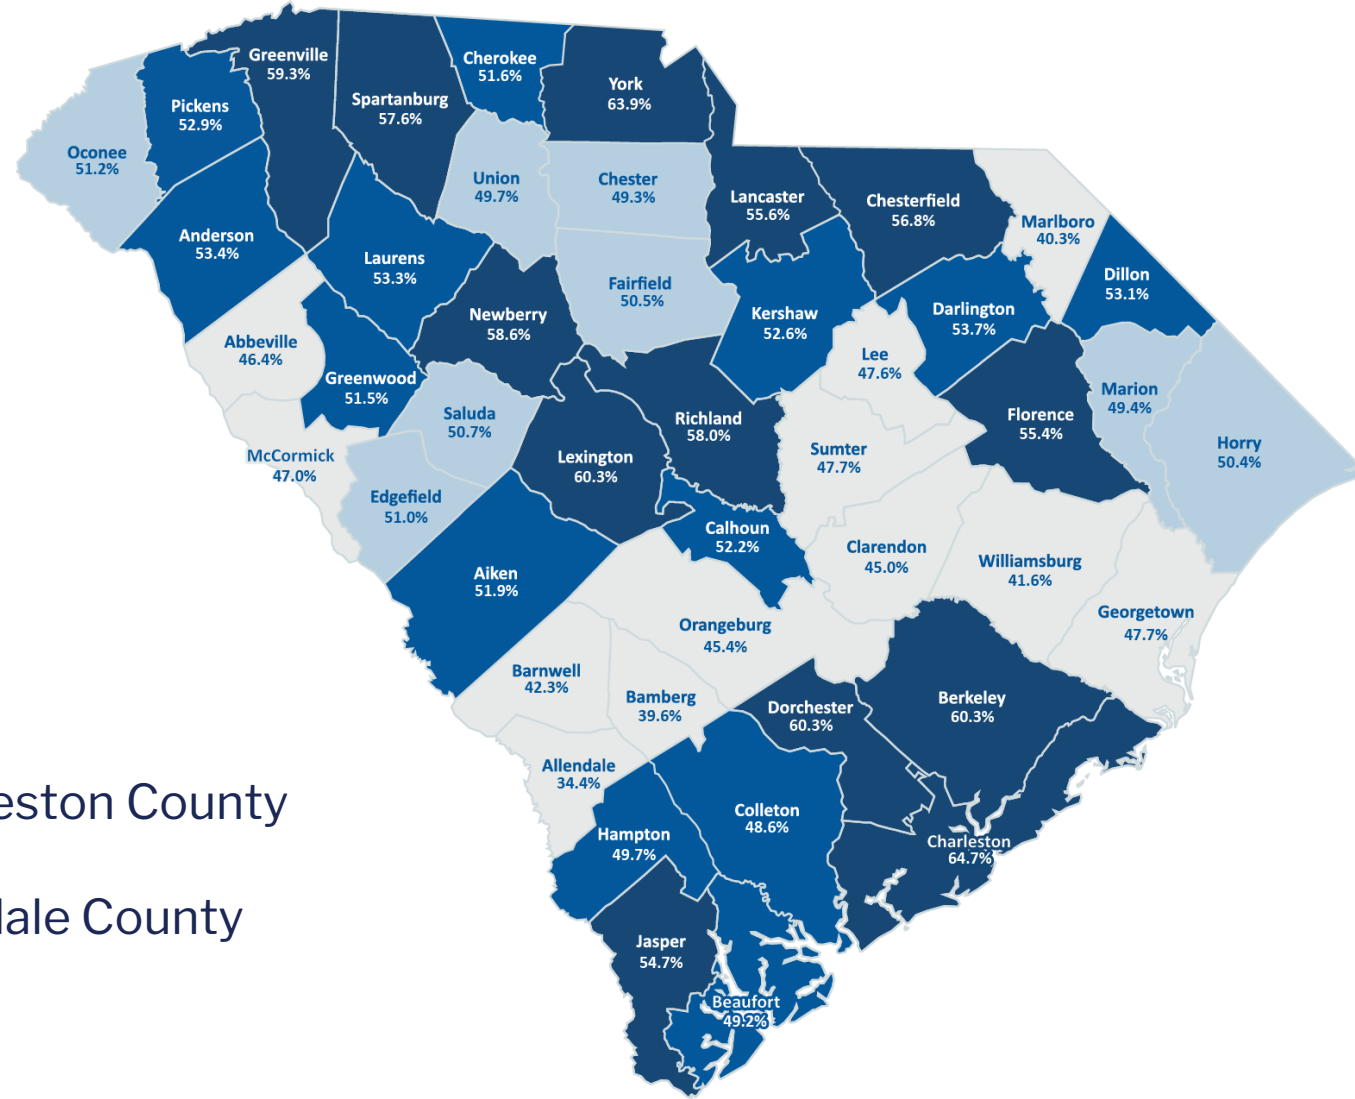 Greenville
59.3%
Cherokee
51.6%
York
63.9%
Spartanburg
57.6%
Pickens
52.9%
Oconee
51.2%
Union
49.7%
Chester
49.3%
Lancaster
55.6%
Chesterfield
56.8%
Marlboro
40.3%
Anderson
53.4%
Laurens
53.3%
Fairfield
50.5%
Dillon
53.1%
Newberry
58.6%
Kershaw
52.6%
Darlington
53.7%
Abbeville
46.4%
Lee
47.6%
Greenwood
51.5%
Saluda
50.7%
Richland
58.0%
Florence
55.4%
Marion
49.4%
Horry
50.4%
McCormick
47.0%
Lexington
60.3%
Sumter
47.7%
Edgefield
51.0%
Calhoun
52.2%
Clarendon
45.0%
Williamsburg
41.6%
Aiken
51.9%
Orangeburg
45.4%
Georgetown
47.7%
Barnwell
42.3%
Bamberg
39.6%
Dorchester
60.3%
Berkeley
60.3%
Allendale
34.4%
eston County
Colleton
48.6%
Hampton
49.7%
Charleston
64.7%
dale County
Jasper
54.7%
Beaufort
49.2%